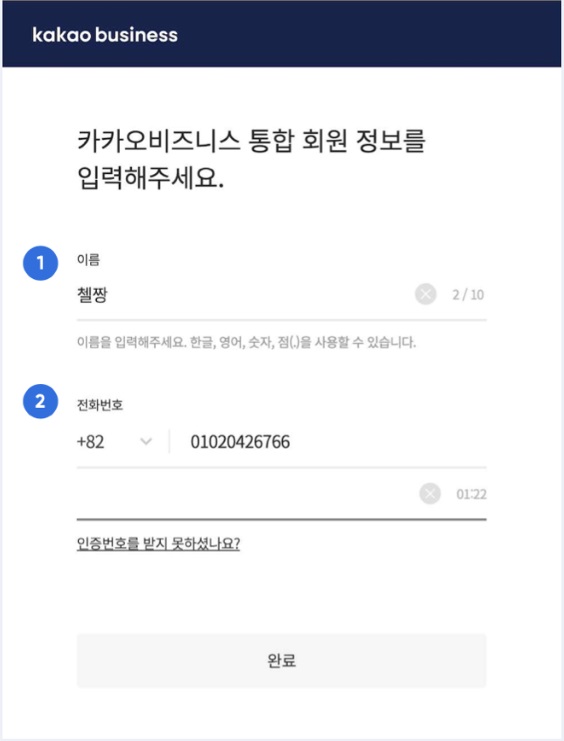 kakao business
카카오비즈니스 통합 회원 정보를
입력해주세요.
1
이름
첼짱
2 / 10
이름을 입력해주세요. 한글, 영어, 숫자, 점(.)을 사용할 수 있습니다.
2
전화번호
+82 01020426766
01:22
인증번호를 받지 못하셨나요?
완료